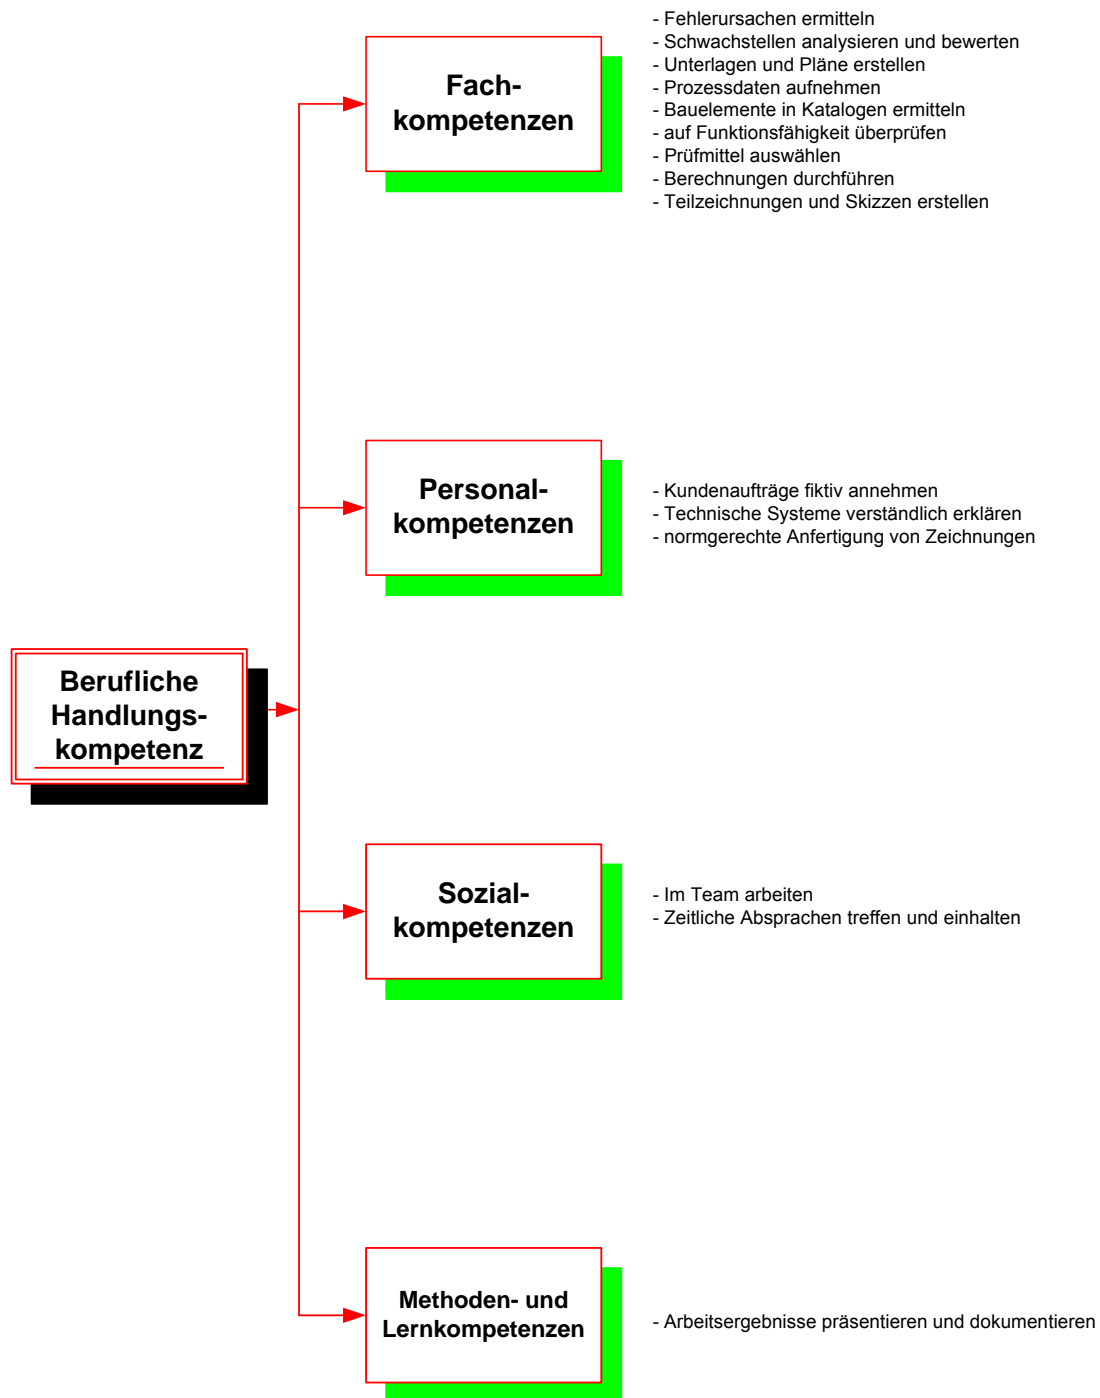 Fach-
kompetenzen
- Fehlerursachen ermitteln
- Schwachstellen analysieren und bewerten
- Unterlagen und Pläne erstellen
- Prozessdaten aufnehmen
- Bauelemente in Katalogen ermitteln
- auf Funktionsfähigkeit überprüfen
- Prüfmittel auswählen
- Berechnungen durchführen
- Teilzeichnungen und Skizzen erstellen
Personal-
kompetenzen
- Kundenaufträge fiktiv annehmen
- Technische Systeme verständlich erklären
- normgerechte Anfertigung von Zeichnungen
Berufliche
Handlungs-
kompetenz
Sozial-
kompetenzen
- Im Team arbeiten
- Zeitliche Absprachen treffen und einhalten
Methoden- und
Lernkompetenzen
- Arbeitsergebnisse präsentieren und dokumentieren